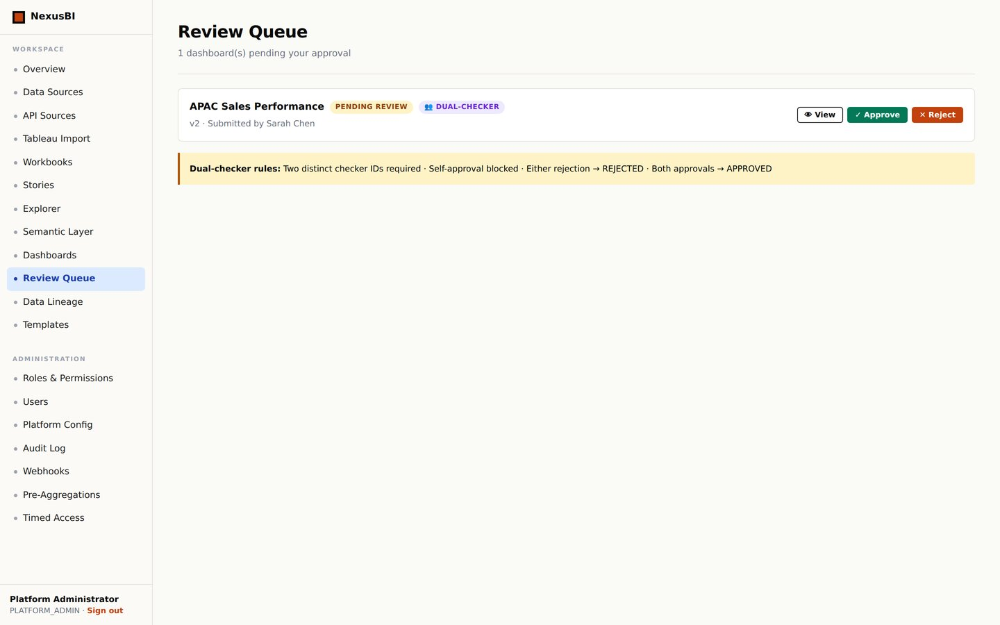 NexusBI
WORKSPACE
Overview
Data Sources
API Sources
Tableau Import
Workbooks
Stories
Explorer
Semantic Layer
Dashboards
Review Queue
Data Lineage
Templates
ADMINISTRATION
Roles & Permissions
Users
Platform Config
Audit Log
Webhooks
Pre-Aggregations
Timed Access
Platform Administrator
PLATFORM_ADMIN · Sign out
Review Queue
1 dashboard(s) pending your approval
APAC Sales Performance PENDING REVIEW 👥 DUAL-CHECKER
v2 · Submitted by Sarah Chen
👁 View ✓ Approve ✕ Reject
Dual-checker rules: Two distinct checker IDs required · Self-approval blocked · Either rejection → REJECTED · Both approvals → APPROVED